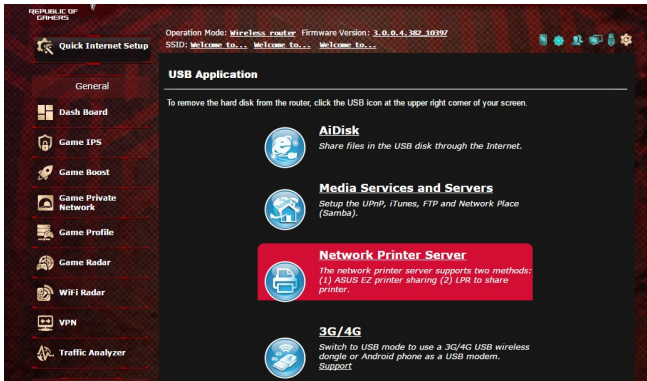 REPUBLIC OF
GAMERS
Operation Mode: Wireless router Firmware Version: 3.0.0.4.382_10397
SSID: Welcome to... Welcome to... Welcome to...
Quick Internet Setup
General
Dash Board
Game IPS
Game Boost
Game Private
Network
Game Profile
Game Radar
WiFi Radar
VPN
Traffic Analyzer
USB Application
To remove the hard disk from the router, click the USB icon at the upper right corner of your screen.
AiDisk
Share files in the USB disk through the Internet.
Media Services and Servers
Setup the UPnP, iTunes, FTP and Network Place
(Samba).
Network Printer Server
The network printer server supports two methods:
(1) ASUS EZ printer sharing (2) LPR to share
printer.
3G/4G
Switch to USB mode to use a 3G/4G USB wireless
dongle or Android phone as a USB modem.
Support